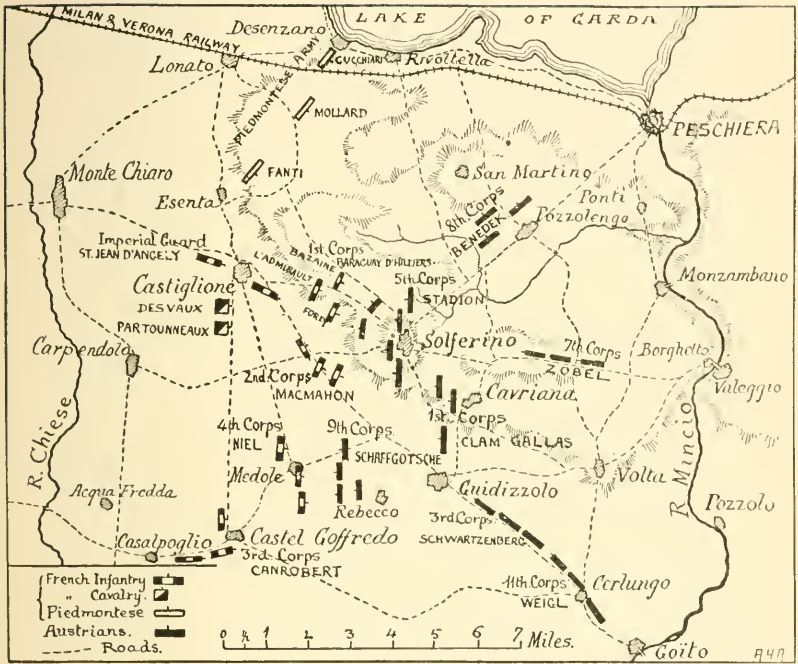 LAKE OF GARDA
MILAN & VERONA RAILWAY
Desenzano
Lonato
PIEDMONTESE ARMY
CUCCHIARI
Rivoltella
MOLLARD
PESCHIERA
FANTI
Monte Chiaro
San Martino
Esenta
Ponti
8th Corps
BENEDEK
Pozzolengo
Imperial Guard
ST. JEAN D'ANGELY
1st Corps
BARAGUAY D'HILLIERS
BAZAINE
L'ADMIRAULT
FOREY
5th Corps
STADION
Monzambano
Castiglione
DESVAUX
PARTOUNNEAUX
Solferino
Carpendola
7th Corps
ZOBEL
Borghetto
Valeggio
2nd Corps
MACMAHON
Cavriana
1st Corps
CLAM GALLAS
R. Chiese
4th Corps
NIEL
9th Corps
SCHAFFGOTSCHE
Medole
Guidizzolo
Volta
R. Mincio
Acqua Fredda
Rebecco
3rd Corps
SCHWARTZENBERG
Pozzolo
Casalpoglio
Castel Goffredo
3rd Corps
CANROBERT
11th Corps
WEIGL
Cerlungo
Goïto
French Infantry
" Cavalry.
Piedmontese
Austrians.
Roads.
0 ½ 1 2 3 4 5 6 7 Miles.